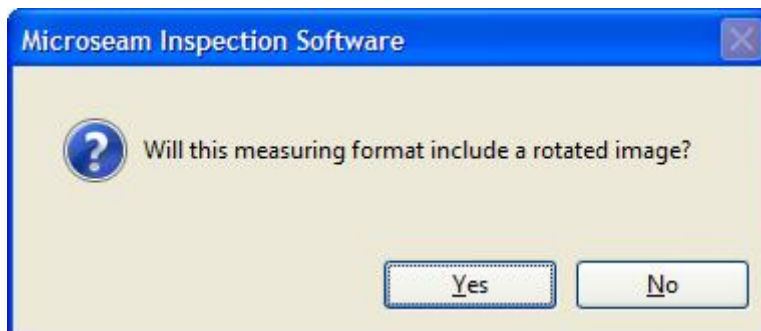 Microseam Inspection Software
Will this measuring format include a rotated image?
Yes
No